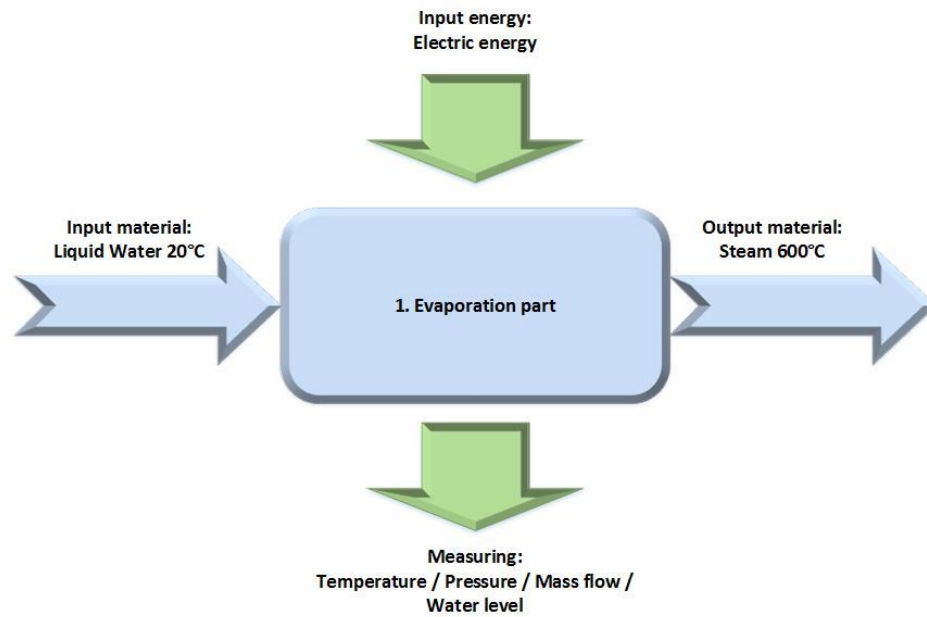 Input energy:
Electric energy
Input material:
Liquid Water 20°C
Output material:
Steam 600°C
1. Evaporation part
Measuring:
Temperature / Pressure / Mass flow /
Water level